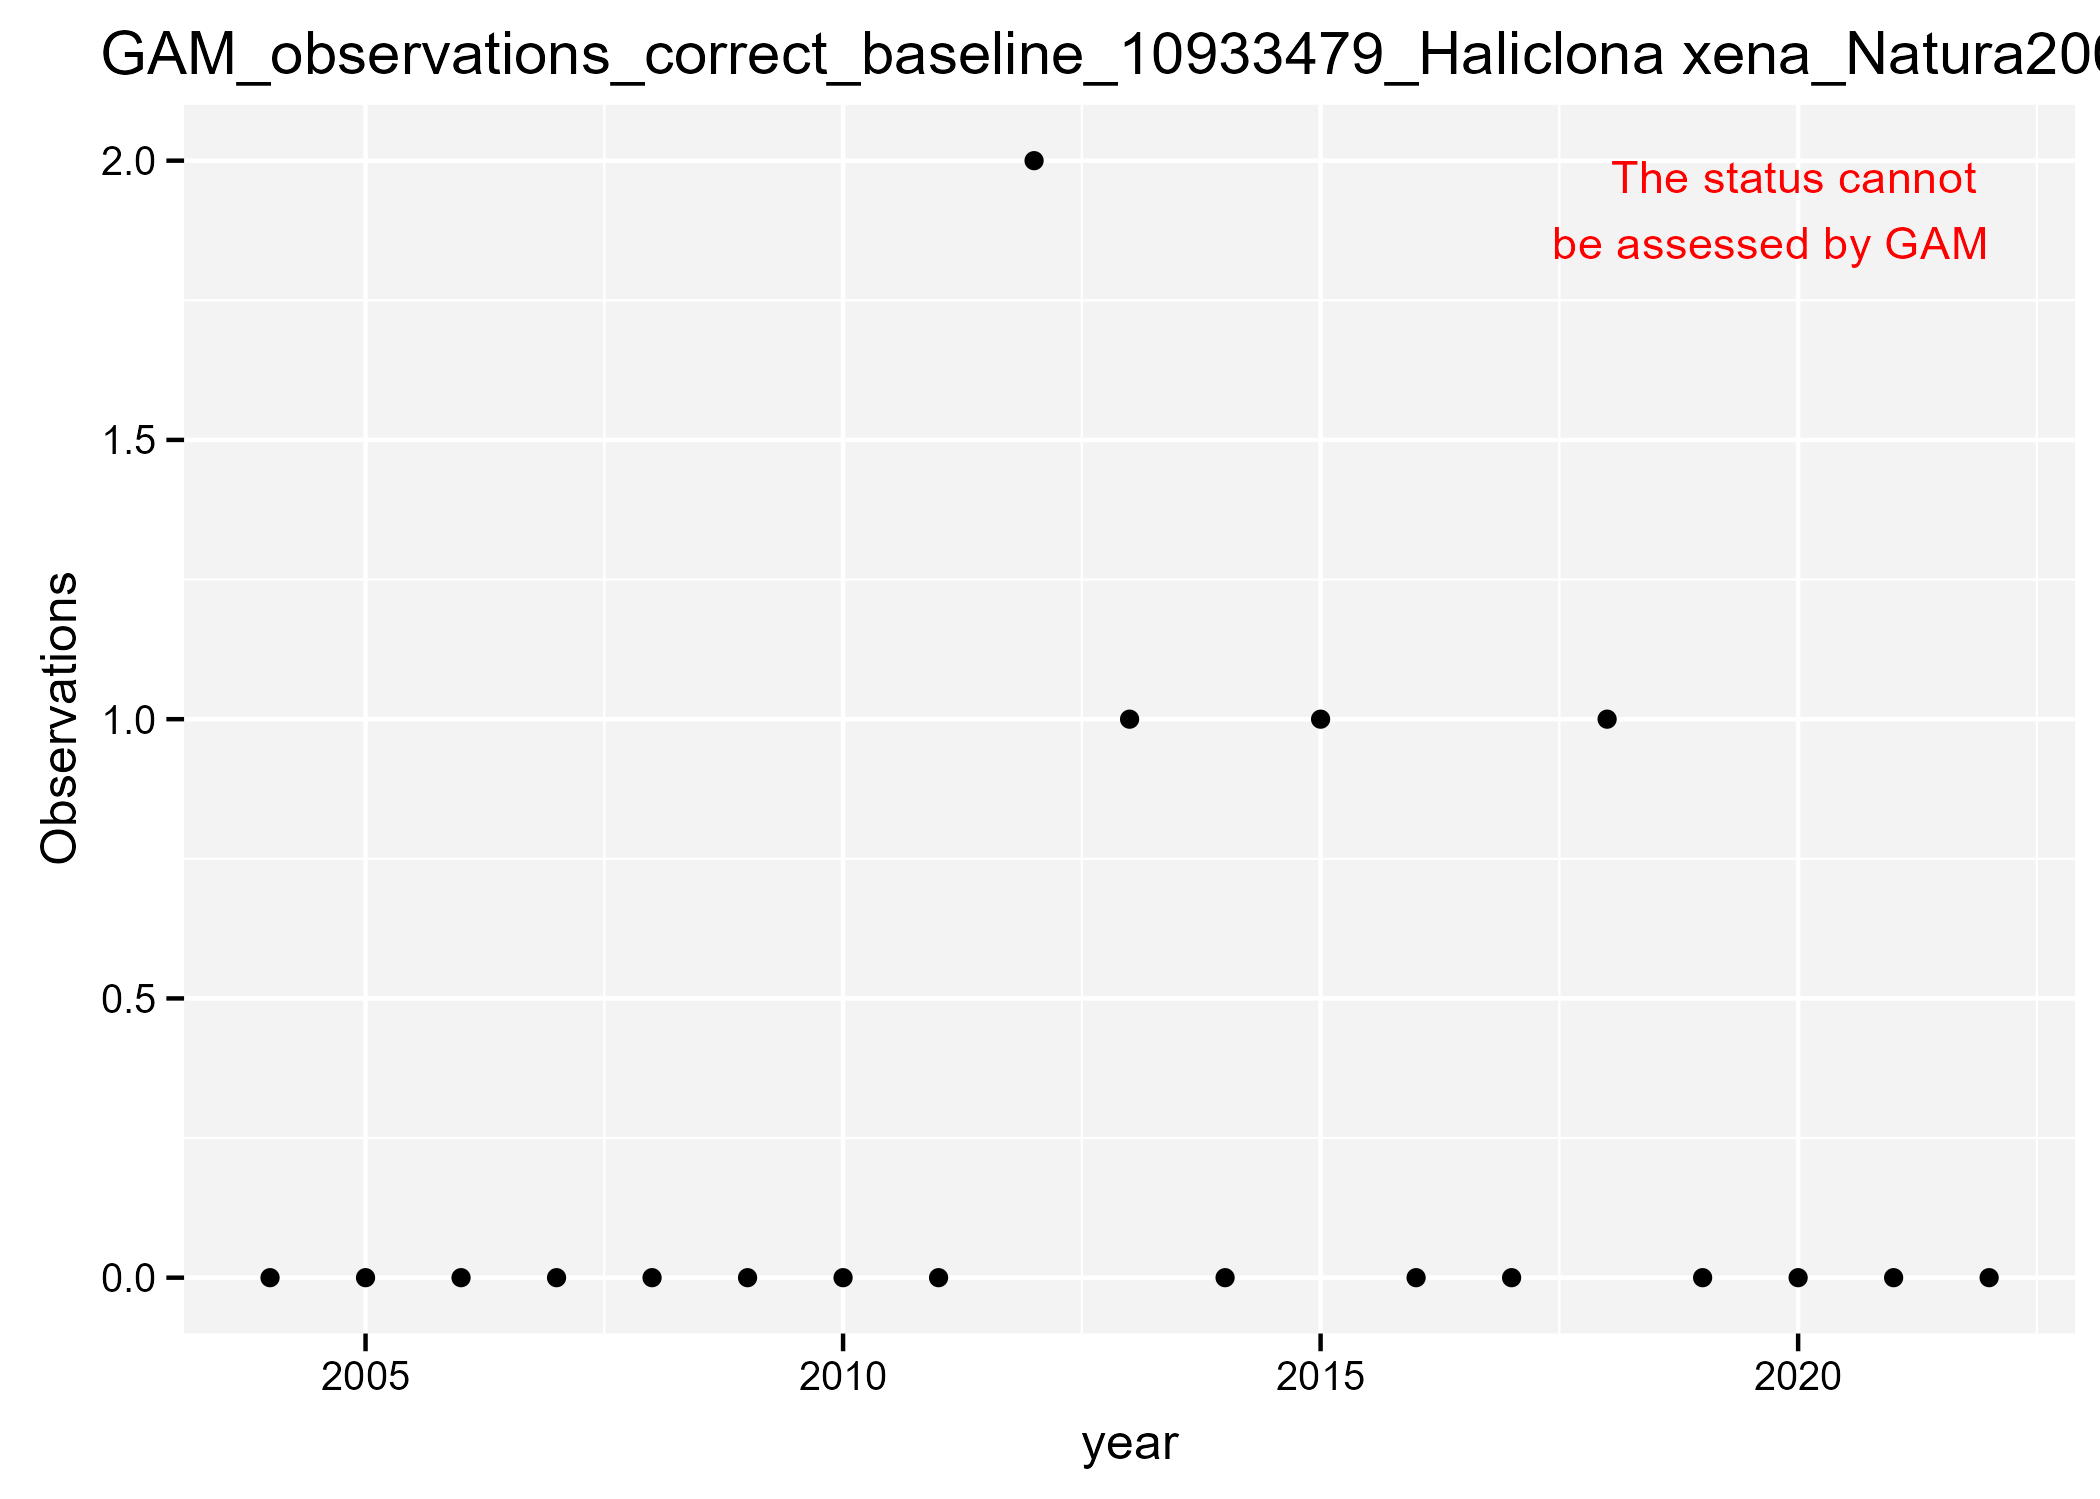 GAM_observations_correct_baseline_10933479_Haliclona xena_Natura200
2.0
The status cannot
be assessed by GAM
1.5
Observations
1.0
0.5
0.0
2005
2010
2015
2020
year